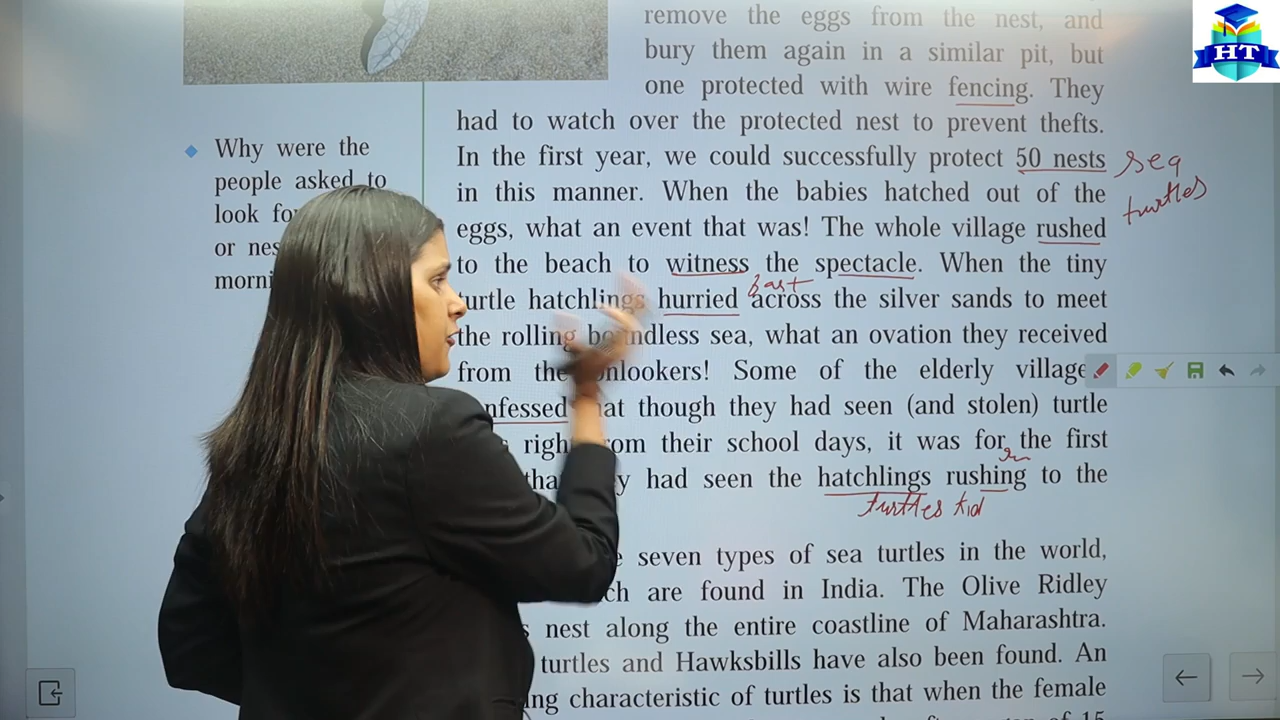 remove the eggs from the nest, and
bury them again in a similar pit, but
one protected with wire fencing. They
had to watch over the protected nest to prevent thefts.
In the first year, we could successfully protect 50 nests
in this manner. When the babies hatched out of the
eggs, what an event that was! The whole village rushed
to the beach to witness the spectacle. When the tiny
turtle hatchlings hurried across the silver sands to meet
the rolling boundless sea, what an ovation they received
from the onlookers! Some of the elderly village
nfessed that though they had seen (and stolen) turtle
right from their school days, it was for the first
had seen the hatchlings rushing to the
seven types of sea turtles in the world,
ch are found in India. The Olive Ridley
nest along the entire coastline of Maharashtra.
turtles and Hawksbills have also been found. An
ng characteristic of turtles is that when the female
of 15
Why were the
people asked to
look fo
or nes
morni
sea
turtles
fast
turtles kid
HT